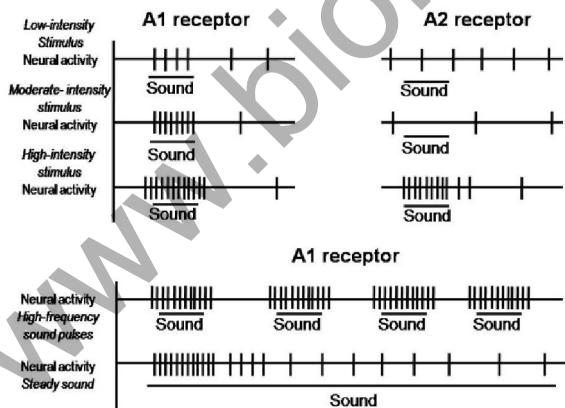 A1 receptor A2 receptor
Low-intensity
Stimulus
Neural activity
Sound Sound
Moderate- intensity
stimulus
Neural activity
Sound Sound
High-intensity
stimulus
Neural activity
Sound Sound
A1 receptor
Neural activity
High-frequency
sound pulses
Sound Sound Sound Sound
Neural activity
Steady sound
Sound
www.bio